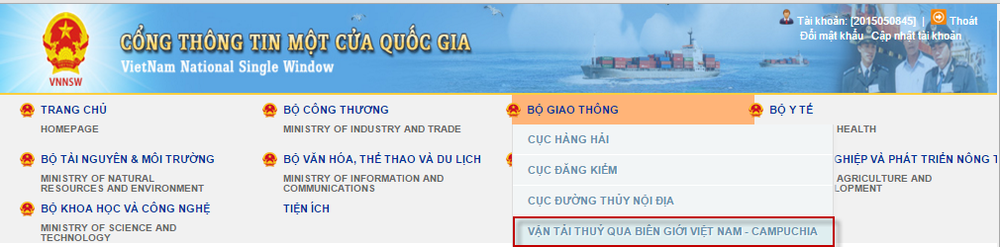 Tài khoản: [2015050845] | Thoát
Đổi mật khẩu Cập nhật tài khoản
CỔNG THÔNG TIN MỘT CỬA QUỐC GIA
VietNam National Single Window
VNNSW
TRANG CHỦ
HOMEPAGE
BỘ CÔNG THƯƠNG
MINISTRY OF INDUSTRY AND TRADE
BỘ GIAO THÔNG
BỘ Y TẾ
HEALTH
CỤC HÀNG HẢI
CỤC ĐĂNG KIỂM
CỤC ĐƯỜNG THỦY NỘI ĐỊA
VẬN TẢI THUỶ QUA BIÊN GIỚI VIỆT NAM - CAMPUCHIA
BỘ TÀI NGUYÊN & MÔI TRƯỜNG
MINISTRY OF NATURAL
RESOURCES AND ENVIRONMENT
BỘ VĂN HÓA, THỂ THAO VÀ DU LỊCH
MINISTRY OF INFORMATION AND
COMMUNICATIONS
GHIỆP VÀ PHÁT TRIỂN NÔNG T
AGRICULTURE AND
LOPMENT
BỘ KHOA HỌC VÀ CÔNG NGHỆ
MINISTRY OF SCIENCE AND
TECHNOLOGY
TIỆN ÍCH